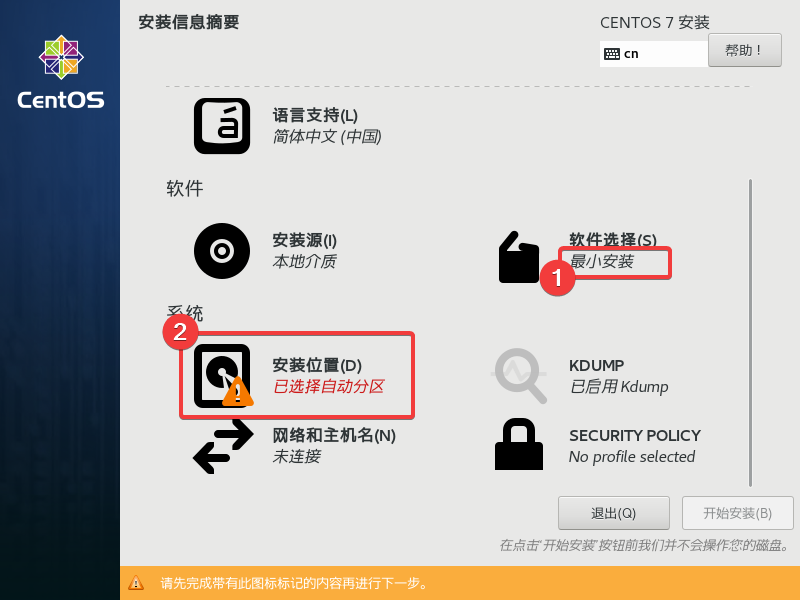 安装信息摘要
CENTOS 7 安装
cn
帮助！
CentOS
语言支持(L)
简体中文 (中国)
软件
安装源(I)
本地介质
软件选择(S)
最小安装
1
系统
2
安装位置(D)
已选择自动分区
KDUMP
已启用 Kdump
网络和主机名(N)
未连接
SECURITY POLICY
No profile selected
退出(Q)
开始安装(B)
在点击'开始安装'按钮前我们并不会操作您的磁盘。
请先完成带有此图标标记的内容再进行下一步。